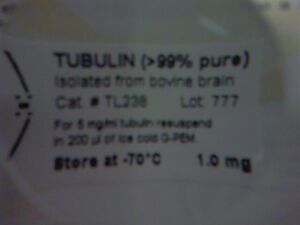 TUBULIN (>99% pure)
Isolated from bovine brain
Cat. # TL238 Lot: 777
For 5 mg/ml tubulin resuspend
in 200 µl of ice cold G-PEM.
Store at -70°C 1.0 mg